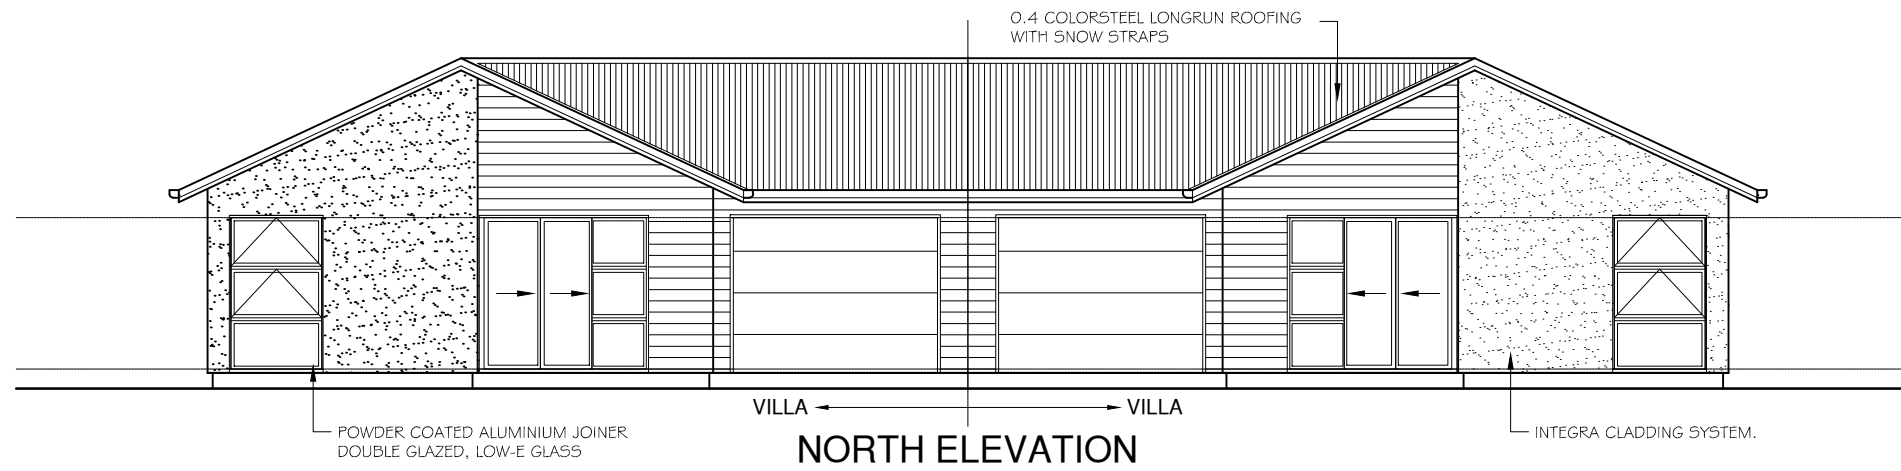 0.4 COLORSTEEL LONGRUN ROOFING
WITH SNOW STRAPS
VILLA VILLA
NORTH ELEVATION
POWDER COATED ALUMINIUM JOINER
DOUBLE GLAZED, LOW-E GLASS
INTEGRA CLADDING SYSTEM.